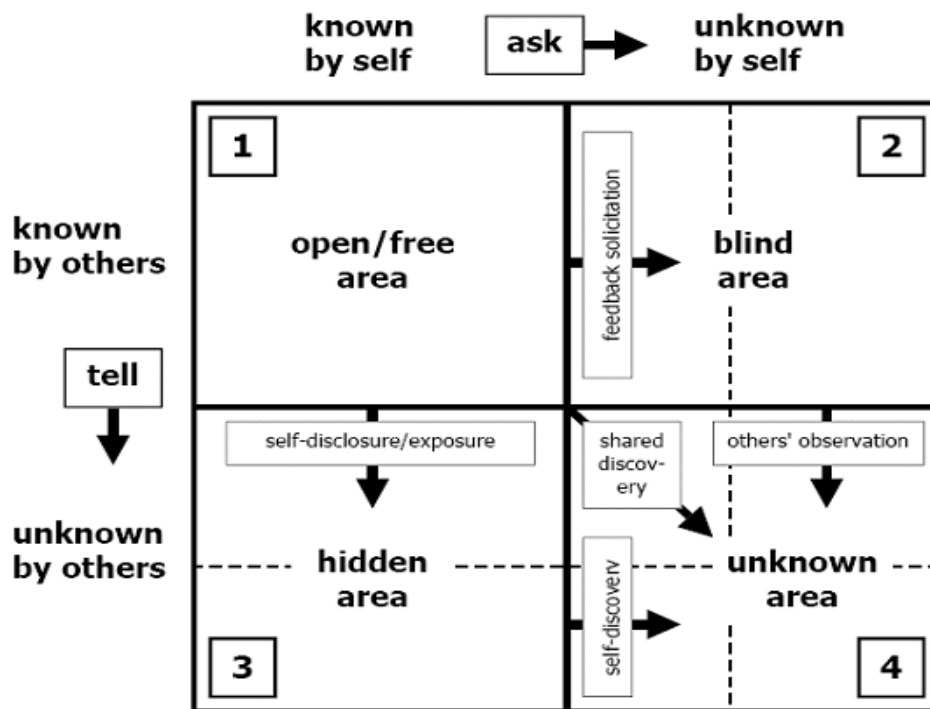 known
by self
ask
unknown
by self
1
2
known
by others
open/free
area
feedback solicitation
blind
area
tell
self-disclosure/exposure
shared
discov-
ery
others' observation
unknown
by others
hidden
area
self-discovery
unknown
area
3
4